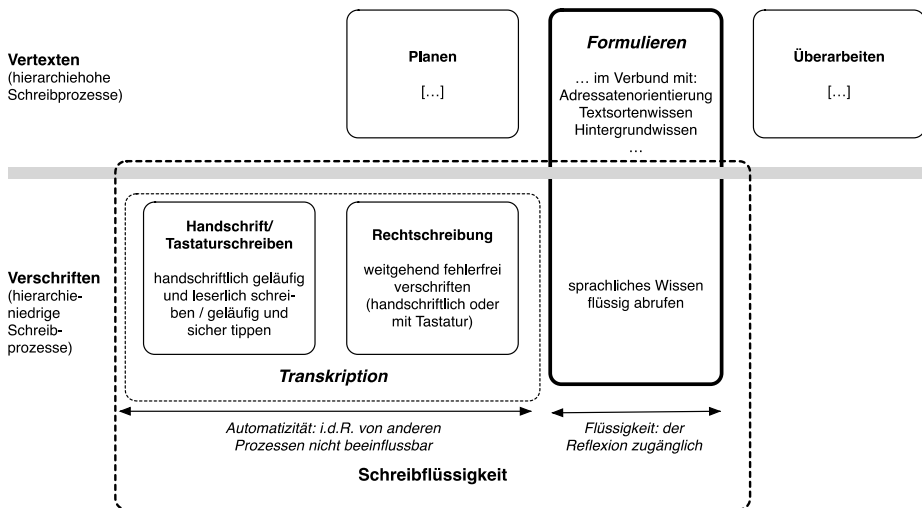 Vertexten
(hierarchiehohe
Schreibprozesse)
Planen
[…]
Formulieren
… im Verbund mit:
Adressatenorientierung
Textsortenwissen
Hintergrundwissen
…
Überarbeiten
[…]
Verschriften
(hierarchie-
niedrige
Schreib-
prozesse)
Handschrift/
Tastaturschreiben
handschriftlich geläufig
und leserlich schrei-
ben / geläufig und
sicher tippen
Rechtschreibung
weitgehend fehlerfrei
verschriften
(handschriftlich oder
mit Tastatur)
sprachliches Wissen
flüssig abrufen
Transkription
Automatizität: i.d.R. von anderen
Prozessen nicht beeinflussbar
Flüssigkeit: der
Reflexion zugänglich
Schreibflüssigkeit